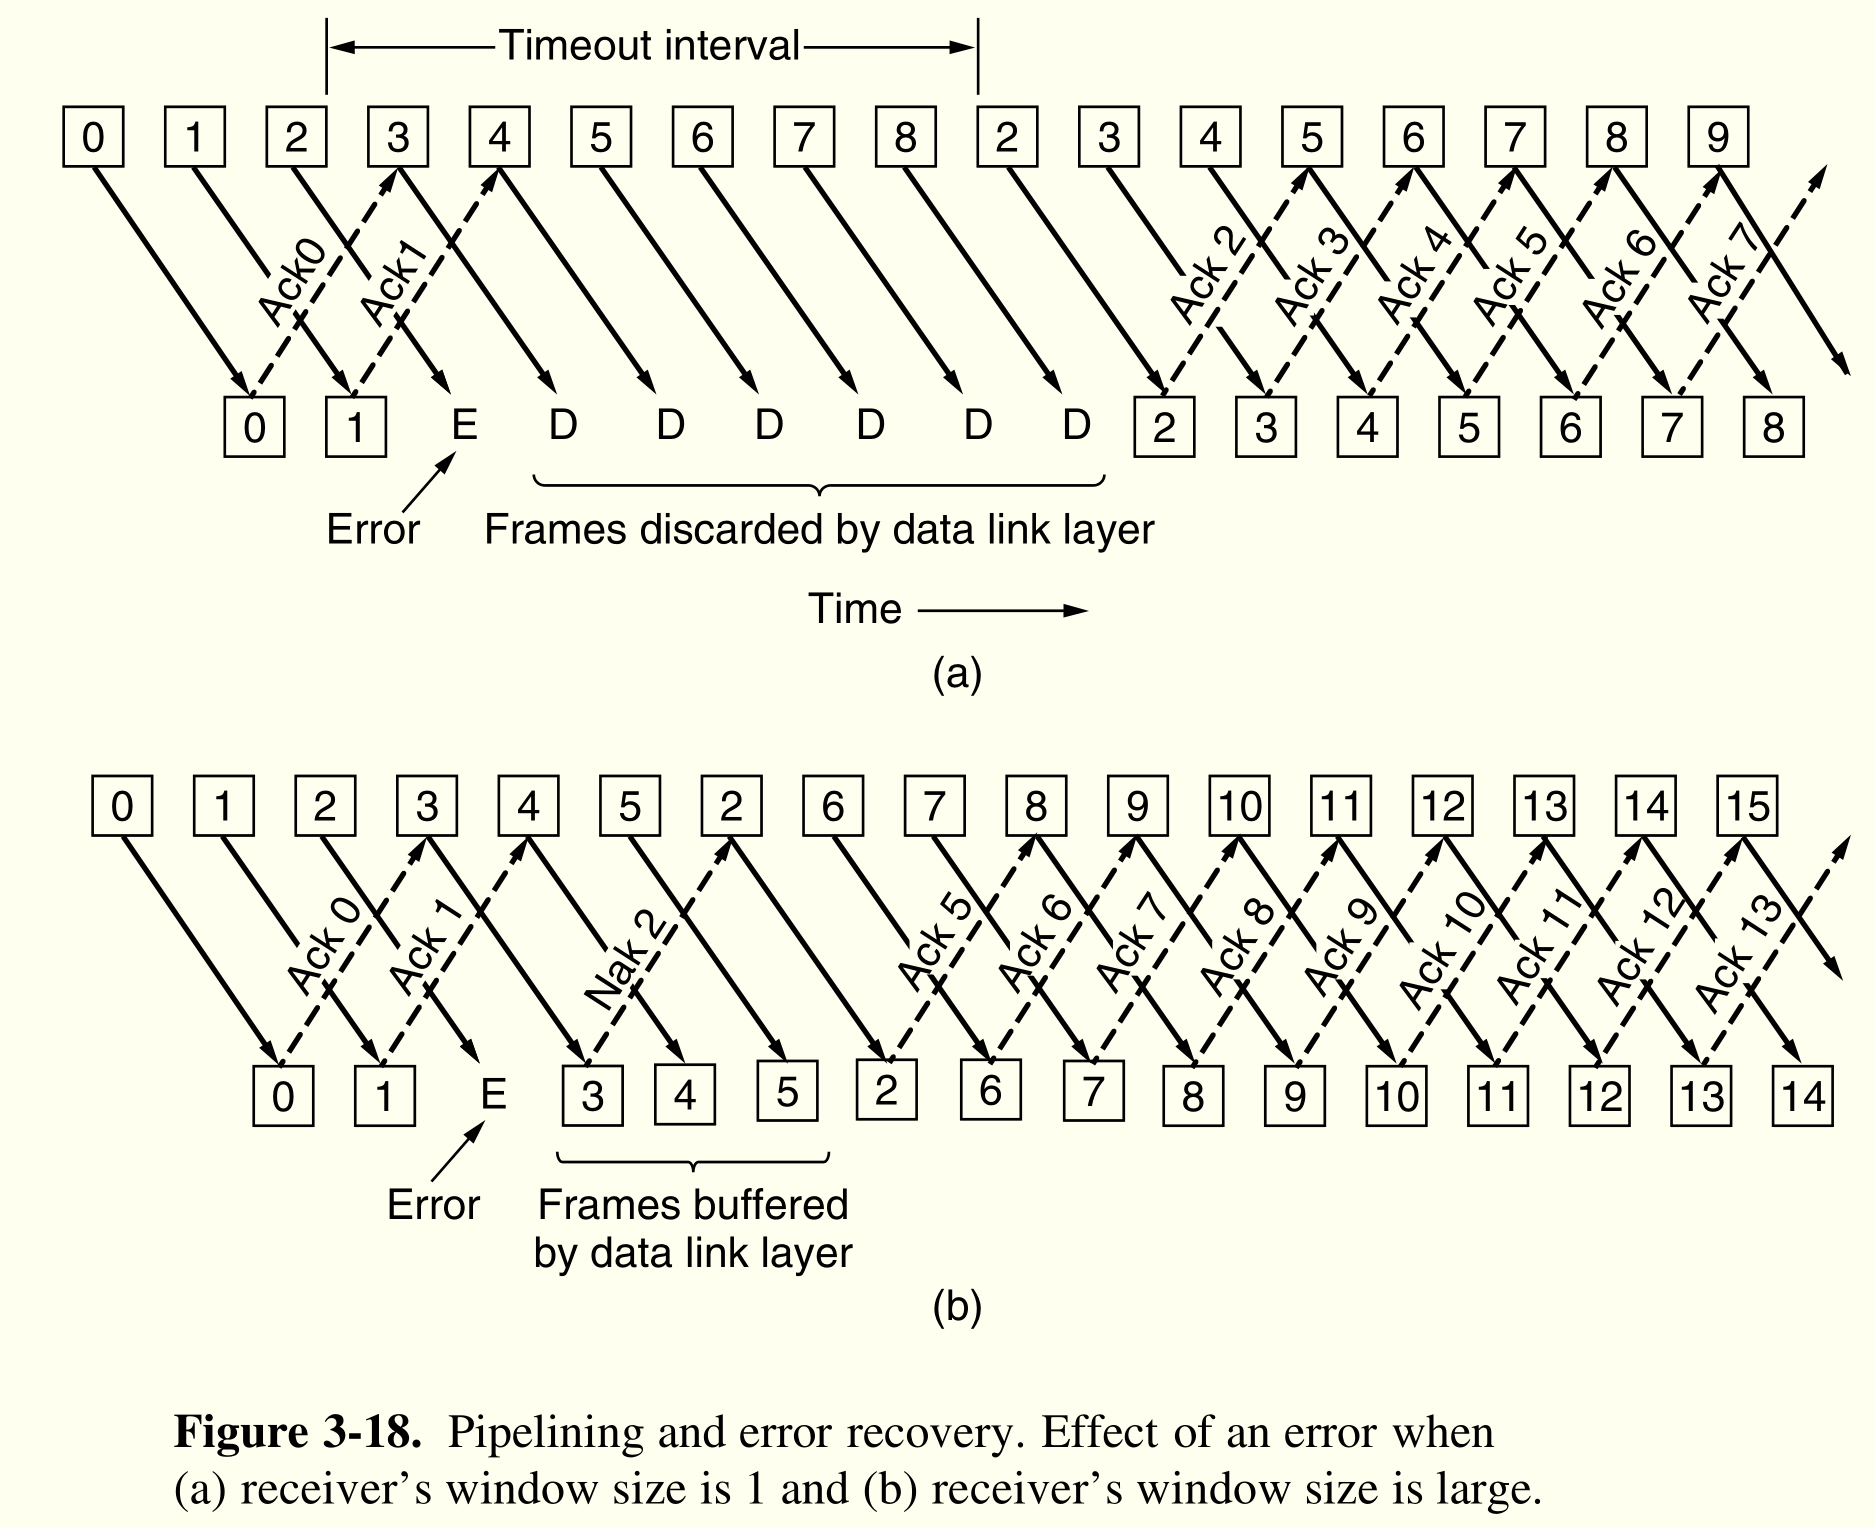 Timeout interval
0 1 2 3 4 5 6 7 8 2 3 4 5 6 7 8 9
Ack0 Ack1 Ack 2 Ack 3 Ack 4 Ack 5 Ack 6 Ack 7
0 1 E D D D D D D 2 3 4 5 6 7 8
Error Frames discarded by data link layer
Time
(a)
0 1 2 3 4 5 2 6 7 8 9 10 11 12 13 14 15
Ack 0 Ack 1 Nak 2 Ack 5 Ack 6 Ack 7 Ack 8 Ack 9 Ack 10 Ack 11 Ack 12 Ack 13
0 1 E 3 4 5 2 6 7 8 9 10 11 12 13 14
Error Frames buffered
by data link layer
(b)
Figure 3-18. Pipelining and error recovery. Effect of an error when
(a) receiver’s window size is 1 and (b) receiver’s window size is large.